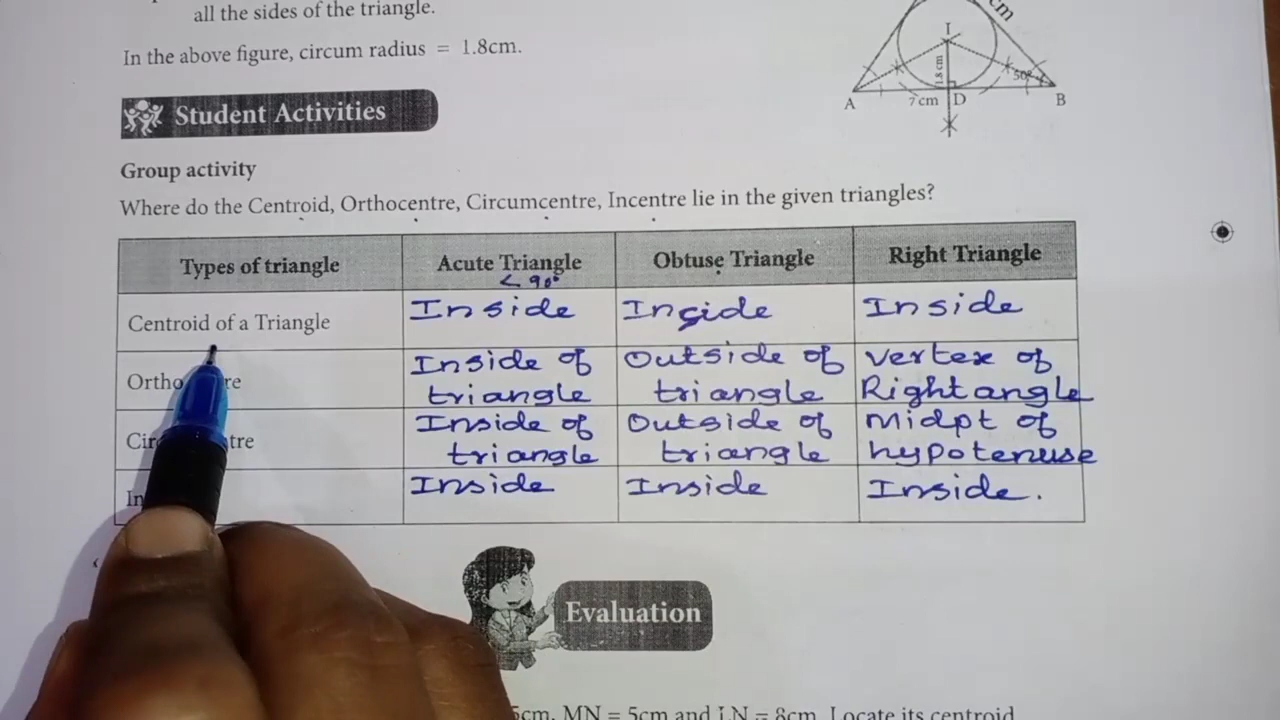 all the sides of the triangle.
In the above figure, circum radius = 1.8cm.
cm
I
1.8cm
50°
A
7cm
D
B
Student Activities
Group activity
Where do the Centroid, Orthocentre, Circumcentre, Incentre lie in the given triangles?
Types of triangle Acute Triangle Obtuse Triangle Right Triangle
< 90°
Centroid of a Triangle Inside Inside Inside
Inside of Outside of vertex of
triangle triangle Right angle
Inside of Outside of Midpt of
triangle triangle hypotenuse
Inside Inside Inside.
Evaluation
5cm, MN = 5cm and LN = 8cm. Locate its centroid